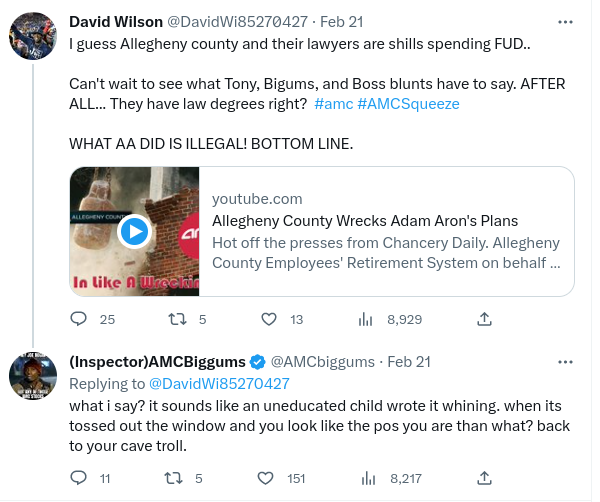 David Wilson @DavidWi85270427 · Feb 21
I guess Allegheny county and their lawyers are shills spending FUD..
Can't wait to see what Tony, Bigums, and Boss blunts have to say. AFTER
ALL... They have law degrees right? #amc #AMCSqueeze
WHAT AA DID IS ILLEGAL! BOTTOM LINE.
ALLEGHENY COUNT
In Like A Wreckin
youtube.com
Allegheny County Wrecks Adam Aron's Plans
Hot off the presses from Chancery Daily. Allegheny
County Employees' Retirement System on behalf ...
25 5 13 8,929
(Inspector)AMCBiggums @AMCbiggums · Feb 21
Replying to @DavidWi85270427
what i say? it sounds like an uneducated child wrote it whining. when its
tossed out the window and you look like the pos you are than what? back
to your cave troll.
11 5 151 8,217